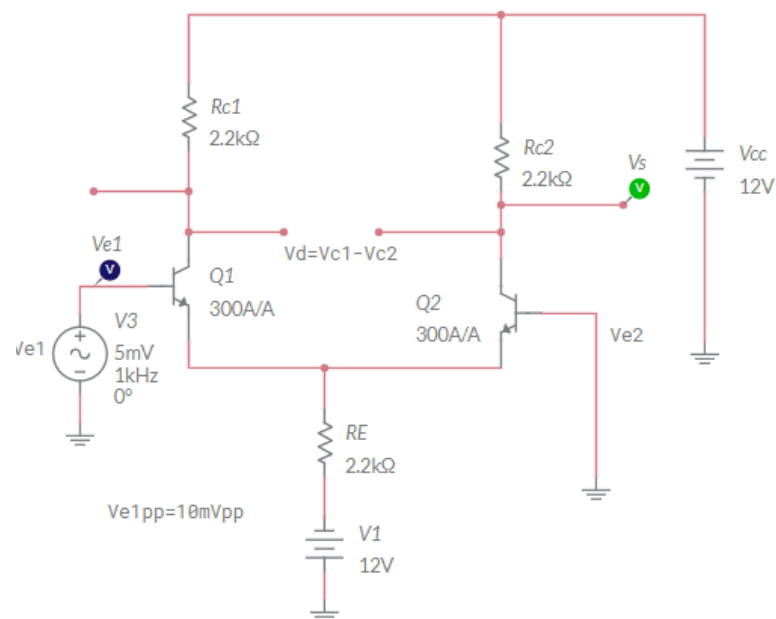 Rc1
2.2kΩ
Rc2
2.2kΩ
Vs
V
Vcc
12V
Ve1
V
Vd=Vc1-Vc2
Q1
300A/A
Q2
300A/A
Ve2
Ve1
V3
5mV
1kHz
0°
RE
2.2kΩ
Ve1pp=10mVpp
V1
12V